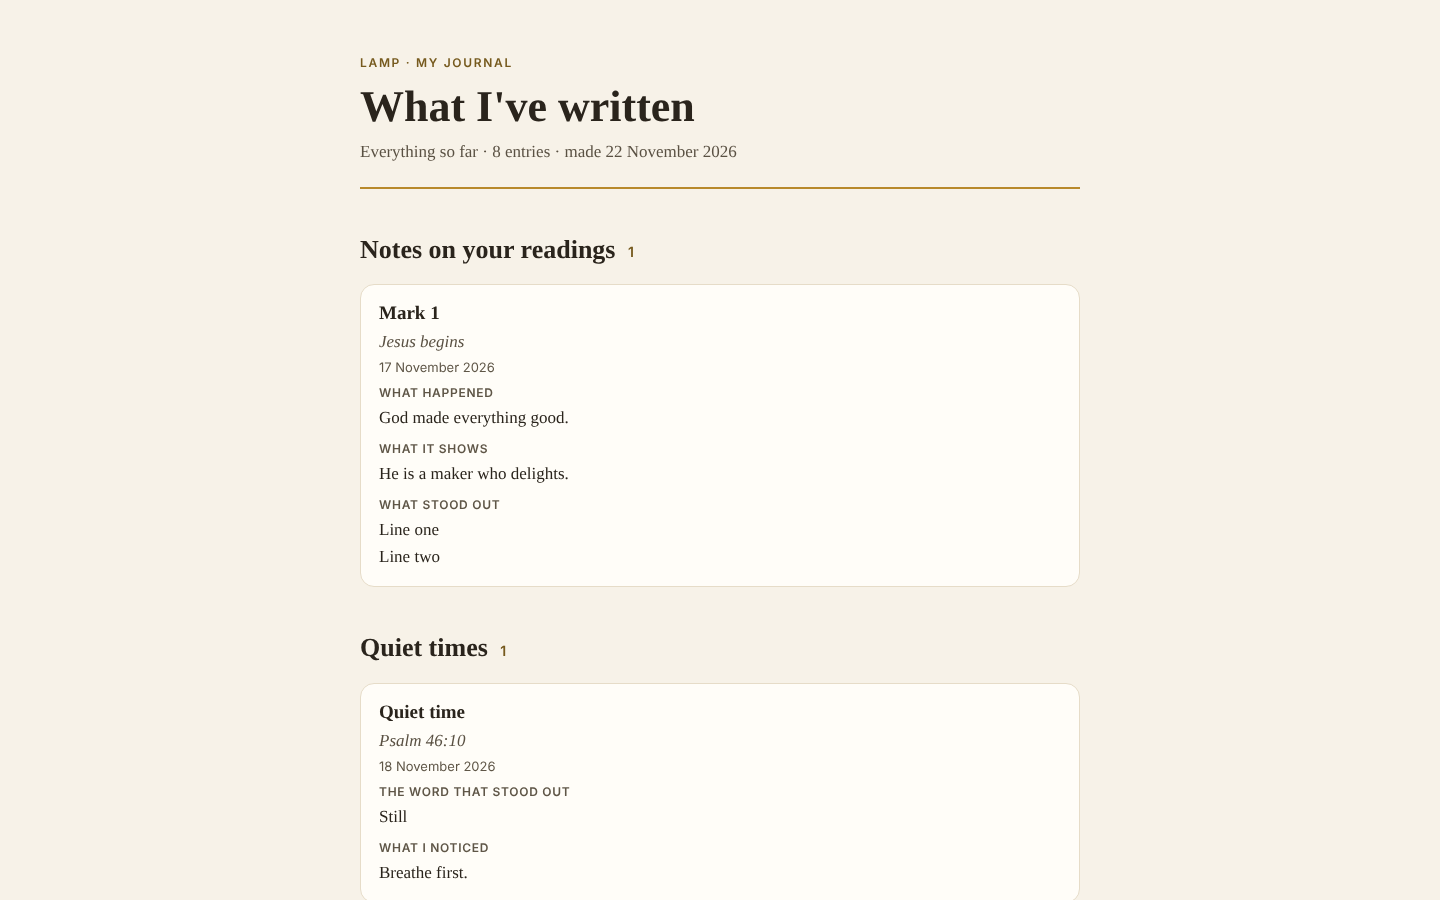 LAMP · MY JOURNAL
What I've written
Everything so far · 8 entries · made 22 November 2026
Notes on your readings 1
Mark 1
Jesus begins
17 November 2026
WHAT HAPPENED
God made everything good.
WHAT IT SHOWS
He is a maker who delights.
WHAT STOOD OUT
Line one
Line two
Quiet times 1
Quiet time
Psalm 46:10
18 November 2026
THE WORD THAT STOOD OUT
Still
WHAT I NOTICED
Breathe first.